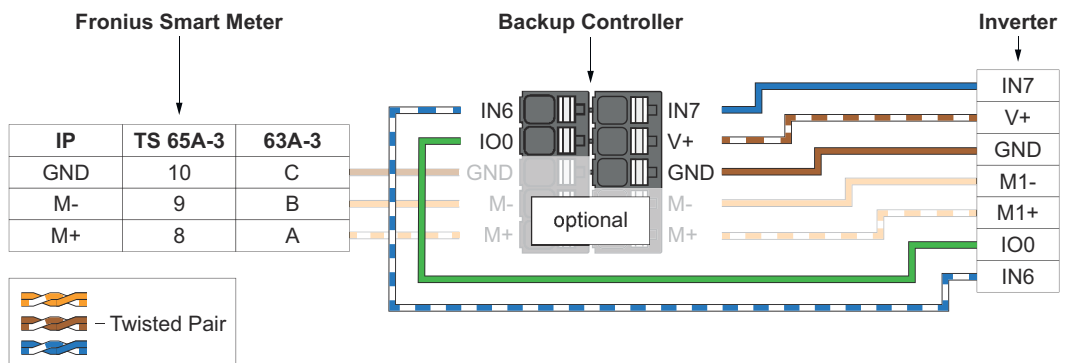 Fronius Smart Meter
Backup Controller
Inverter
IP TS 65A-3 63A-3
GND 10 C
M- 9 B
M+ 8 A
IN6
IO0
GND
M-
M+
optional
IN7
V+
GND
M-
M+
IN7
V+
GND
M1-
M1+
IO0
IN6
Twisted Pair